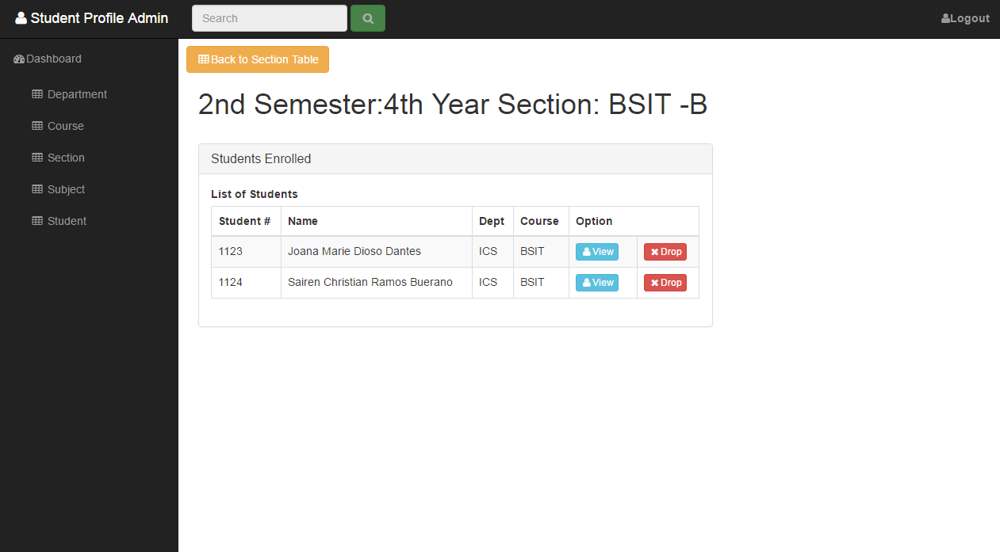 Student Profile Admin
Search
Logout
Dashboard
Department
Course
Section
Subject
Student
Back to Section Table
2nd Semester:4th Year Section: BSIT -B
Students Enrolled
List of Students
Student # Name Dept Course Option
1123 Joana Marie Dioso Dantes ICS BSIT View Drop
1124 Sairen Christian Ramos Buerano ICS BSIT View Drop